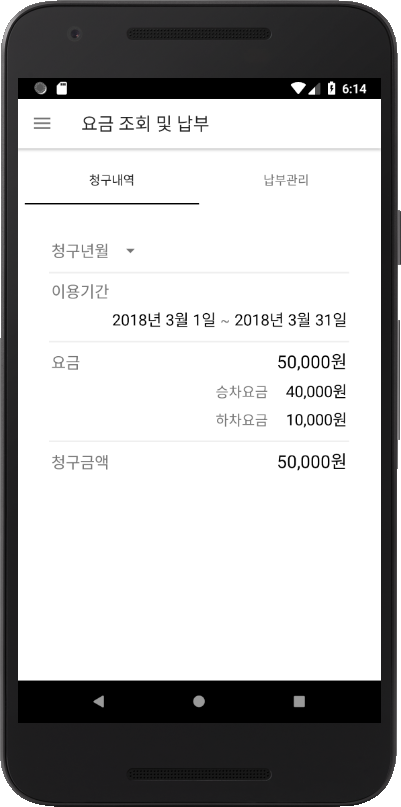 6:14
요금 조회 및 납부
청구내역 납부관리
청구년월
이용기간
2018년 3월 1일 ~ 2018년 3월 31일
요금 50,000원
승차요금 40,000원
하차요금 10,000원
청구금액 50,000원